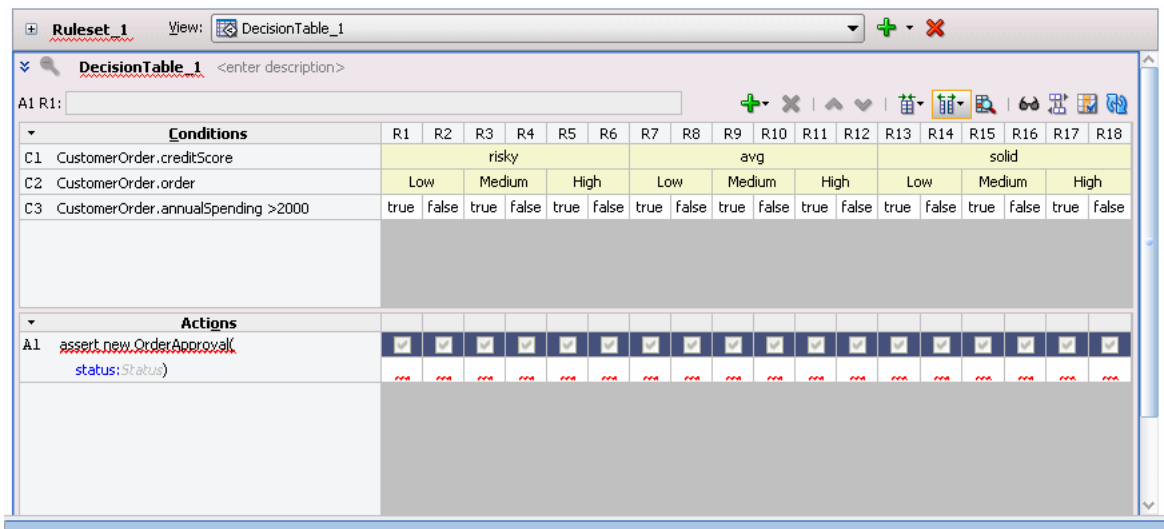 Ruleset_1 View: DecisionTable_1
DecisionTable_1 <enter description>
A1 R1:
Conditions R1 R2 R3 R4 R5 R6 R7 R8 R9 R10 R11 R12 R13 R14 R15 R16 R17 R18
C1 CustomerOrder.creditScore risky avg solid
C2 CustomerOrder.order Low Medium High Low Medium High Low Medium High
C3 CustomerOrder.annualSpending >2000 true false true false true false true false true false true false true false true false true false
Actions
A1 assert new OrderApproval(
status:Status)